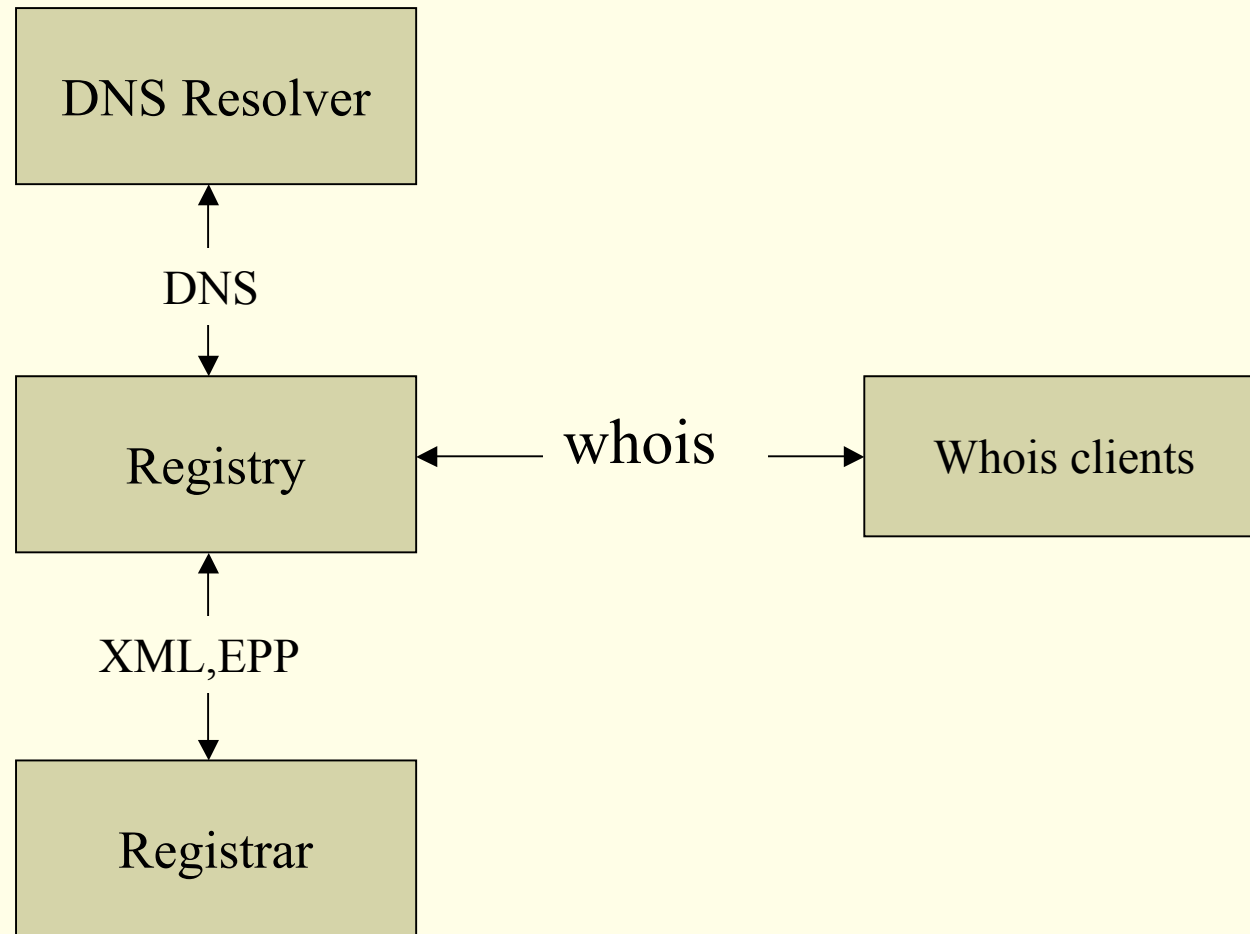 DNS Resolver
DNS
Registry
whois
Whois clients
XML,EPP
Registrar